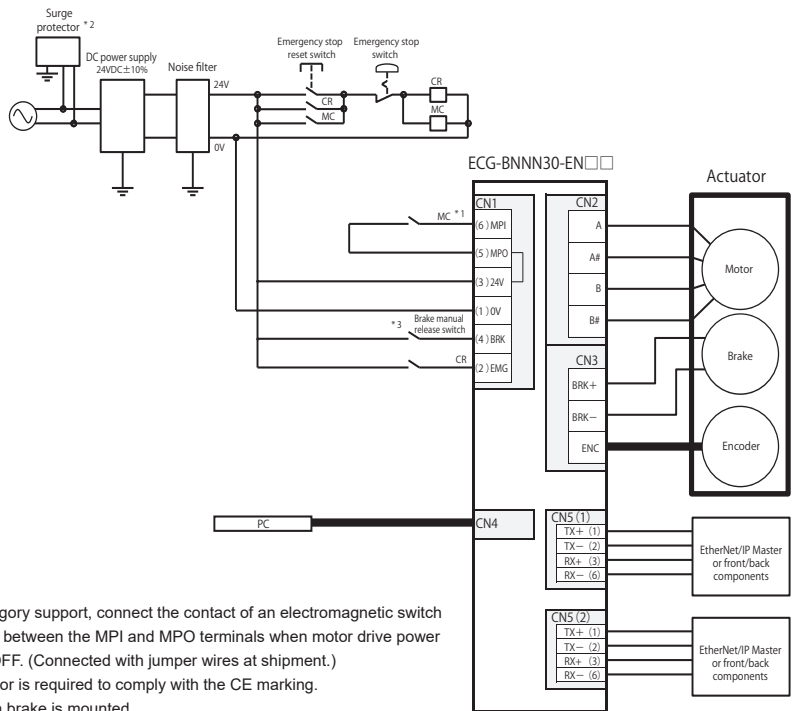 Surge
protector *2
DC power supply
24VDC±10%
Noise filter
24V
0V
Emergency stop
reset switch
Emergency stop
switch
CR
MC
CR
MC
ECG-BNNN30-EN□□
Actuator
CN1
MC *1
(6) MPI
(5) MPO
(3) 24V
(1) 0V
*3
Brake manual
release switch
(4) BRK
CR
(2) EMG
CN2
A
A#
B
B#
CN3
BRK+
BRK−
ENC
Motor
Brake
Encoder
PC
CN4
CN5 (1)
TX+ (1)
TX− (2)
RX+ (3)
RX− (6)
EtherNet/IP Master
or front/back
components
CN5 (2)
TX+ (1)
TX− (2)
RX+ (3)
RX− (6)
EtherNet/IP Master
or front/back
components
support, connect the contact of an electromagnetic switch
between the MPI and MPO terminals when motor drive power
OFF. (Connected with jumper wires at shipment.)
is required to comply with the CE marking.
brake is mounted.